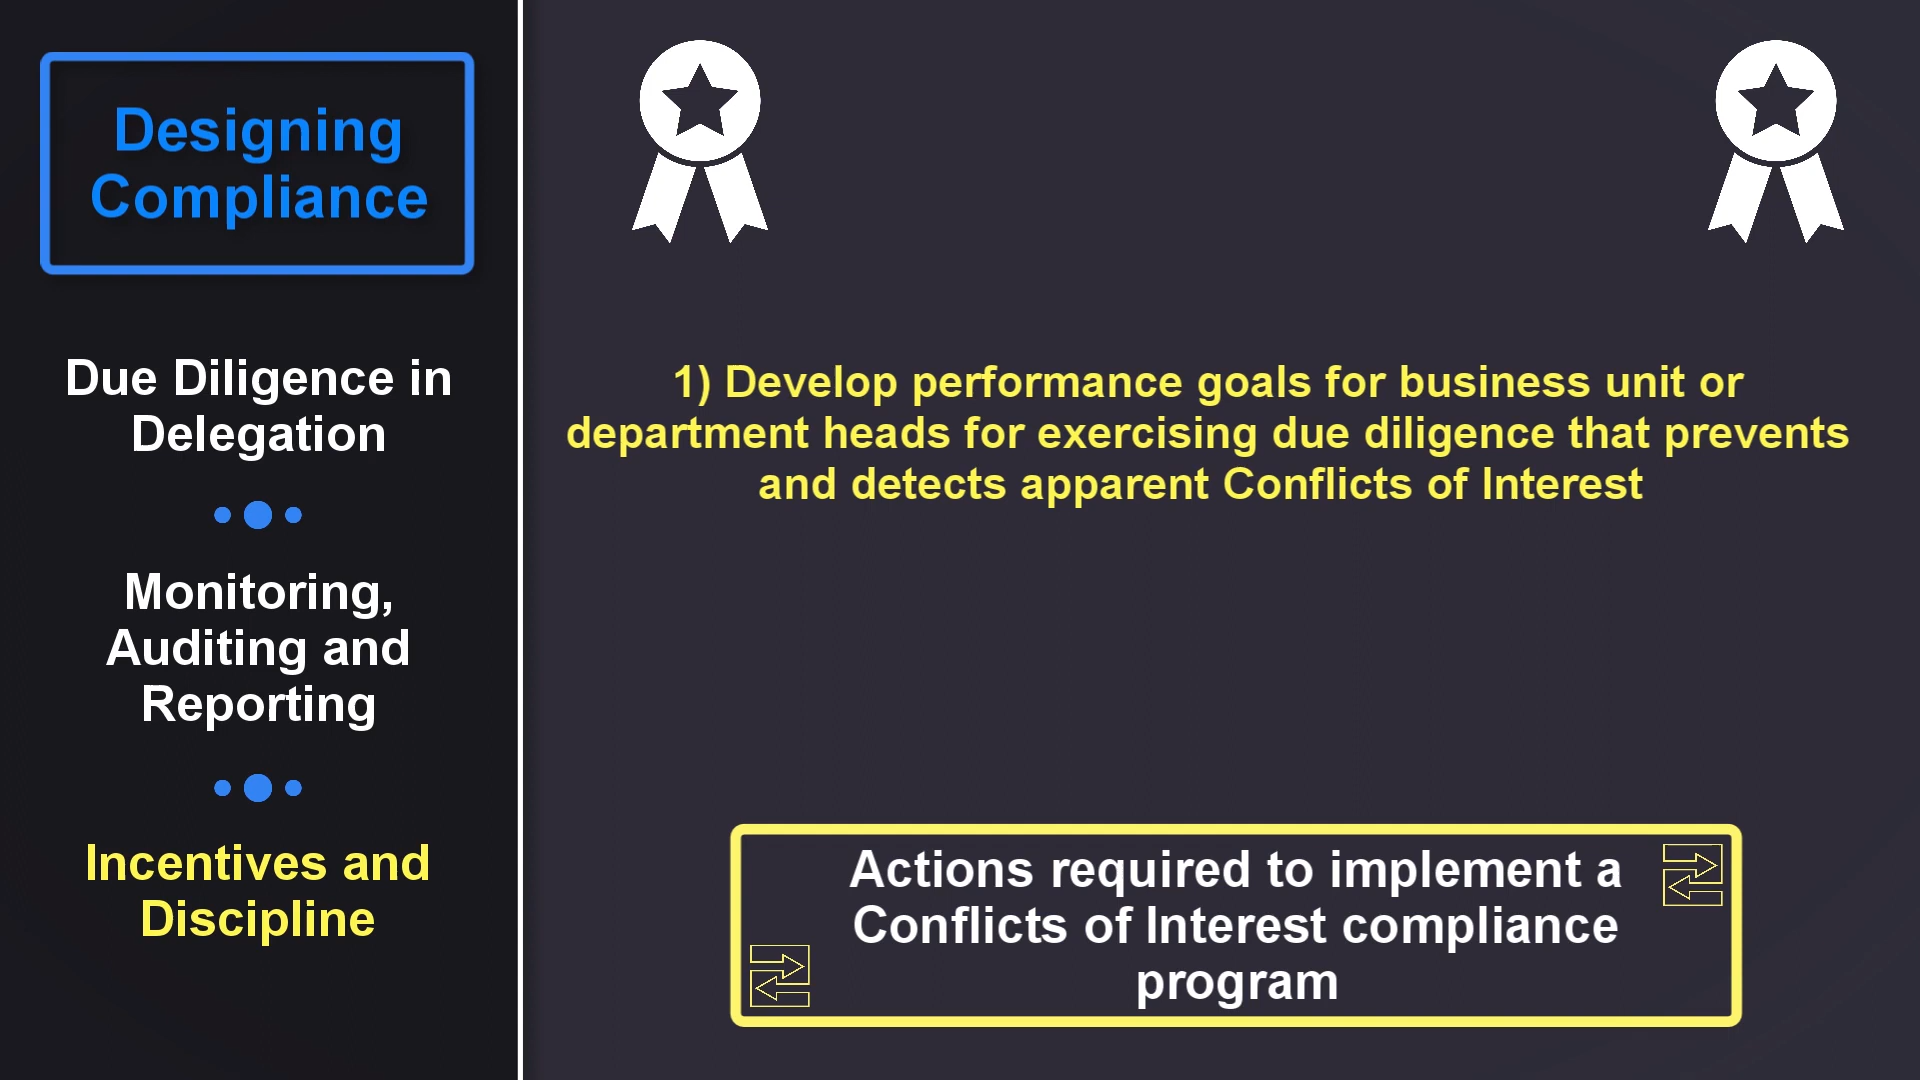 Designing
Compliance
Due Diligence in
Delegation
Monitoring,
Auditing and
Reporting
Incentives and
Discipline
1) Develop performance goals for business unit or
department heads for exercising due diligence that prevents
and detects apparent Conflicts of Interest
Actions required to implement a
Conflicts of Interest compliance
program